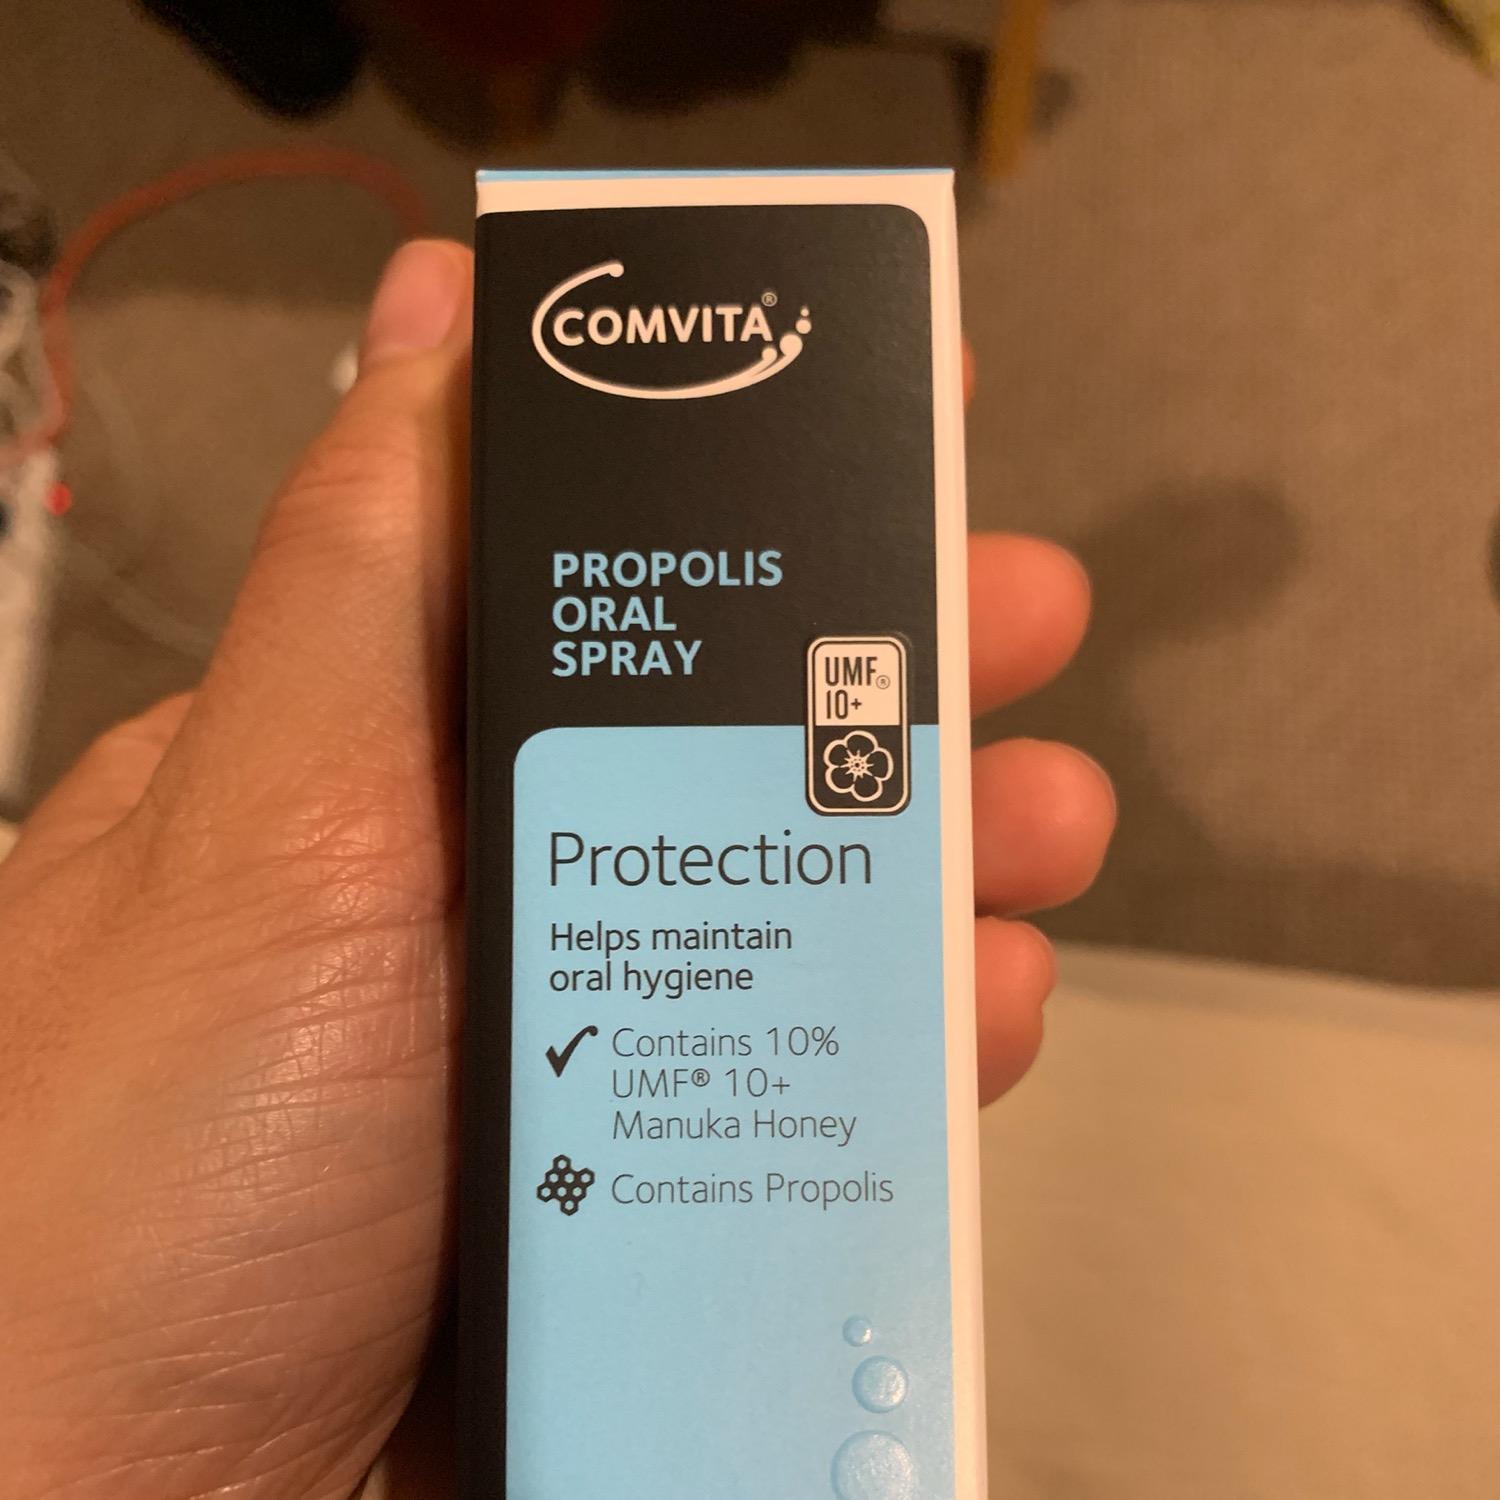 COMVITA®
PROPOLIS
ORAL
SPRAY
UMF®
10+
Protection
Helps maintain
oral hygiene
Contains 10%
UMF® 10+
Manuka Honey
Contains Propolis